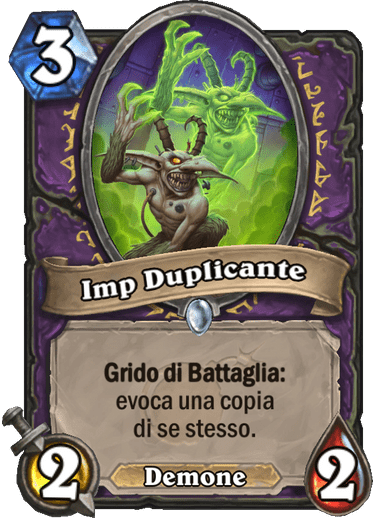 3
Imp Duplicante
Grido di Battaglia:
evoca una copia
di se stesso.
2
Demone
2